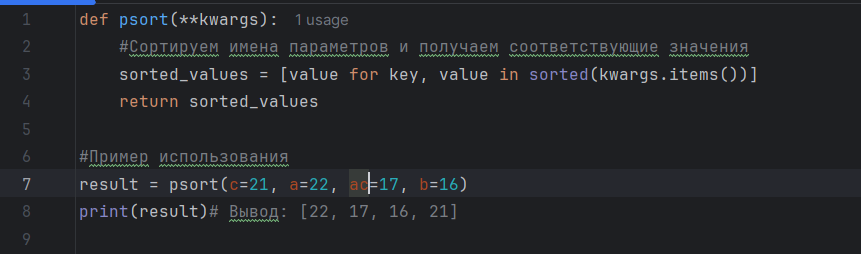 1 def psort(**kwargs): 1 usage
2 #Сортируем имена параметров и получаем соответствующие значения
3 sorted_values = [value for key, value in sorted(kwargs.items())]
4 return sorted_values
5
6 #Пример использования
7 result = psort(c=21, a=22, ac=17, b=16)
8 print(result)# Вывод: [22, 17, 16, 21]
9